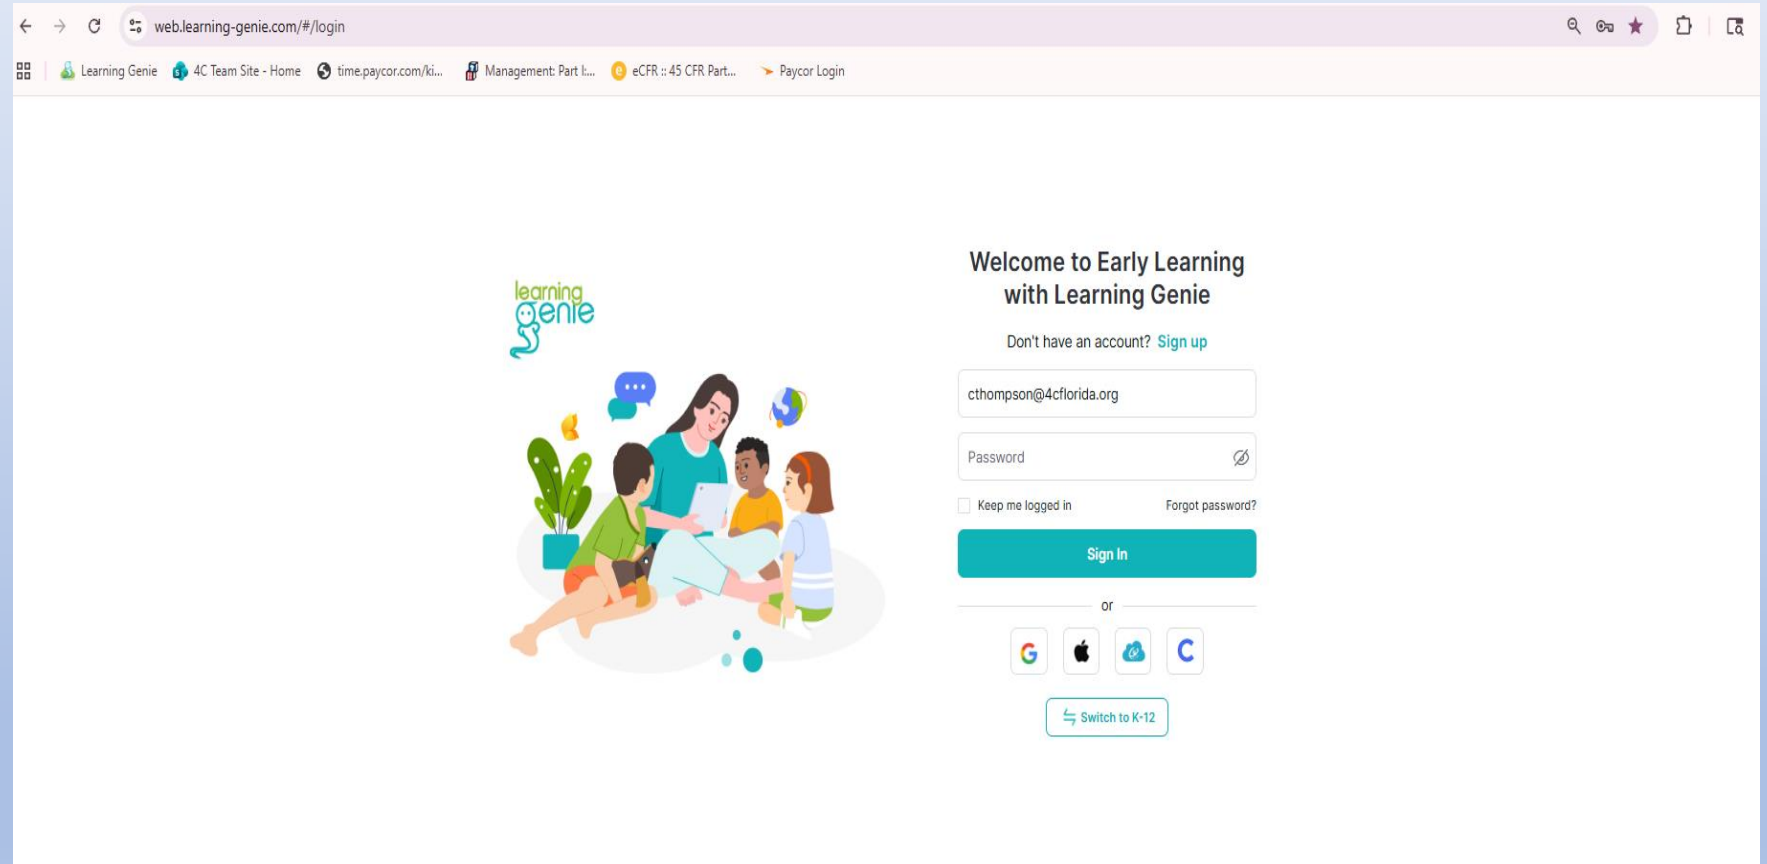 web.learning-genie.com/#/login
Learning Genie 4C Team Site - Home time.paycor.com/ki... Management: Part I:... eCFR :: 45 CFR Part... Paycor Login
learning
genie
Welcome to Early Learning
with Learning Genie
Don't have an account? Sign up
cthompson@4cflorida.org
Password
Keep me logged in Forgot password?
Sign In
or
Switch to K-12